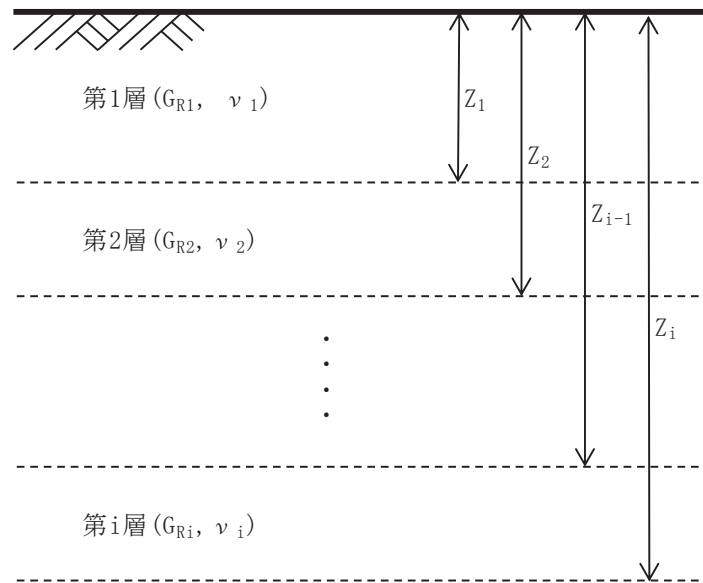 第1層(G_R1, ν_1)
Z_1
Z_2
Z_i-1
第2層(G_R2, ν_2)
Z_i
第i層(G_Ri, ν_i)